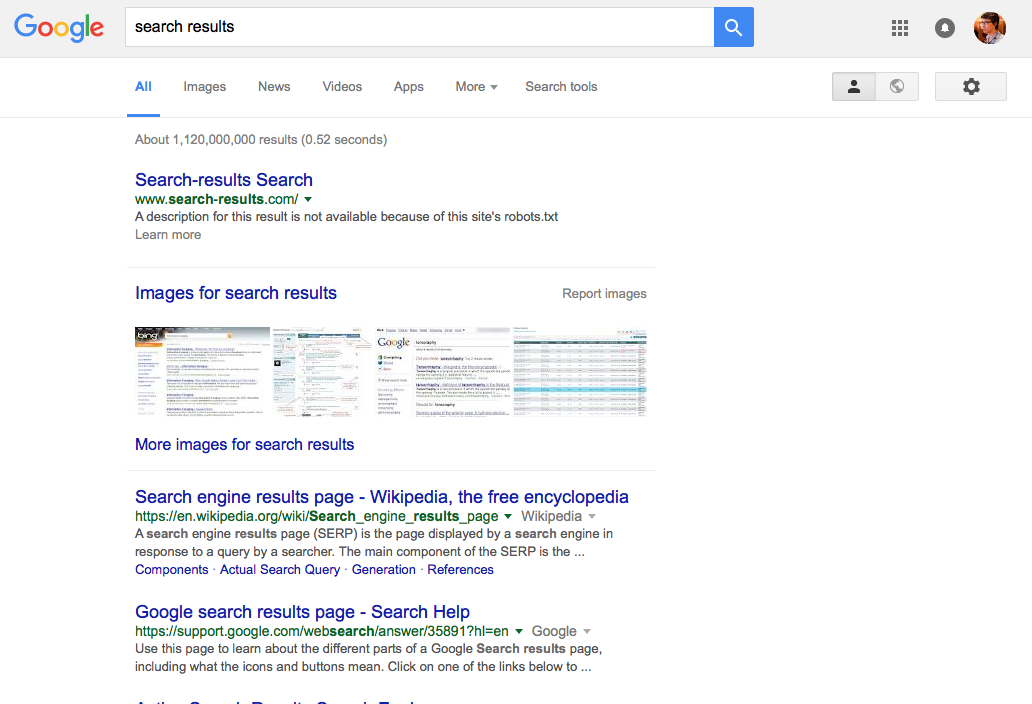 Google
search results
All Images News Videos Apps More Search tools
About 1,120,000,000 results (0.52 seconds)
Search-results Search
www.search-results.com/
A description for this result is not available because of this site's robots.txt
Learn more
Images for search results
Report images
bing
Google
tonsoriality
More images for search results
Search engine results page - Wikipedia, the free encyclopedia
https://en.wikipedia.org/wiki/Search_engine_results_page Wikipedia
A search engine results page (SERP) is the page displayed by a search engine in
response to a query by a searcher. The main component of the SERP is the ...
Components · Actual Search Query · Generation · References
Google search results page - Search Help
https://support.google.com/websearch/answer/35891?hl=en Google
Use this page to learn about the different parts of a Google Search results page,
including what the icons and buttons mean. Click on one of the links below to ...